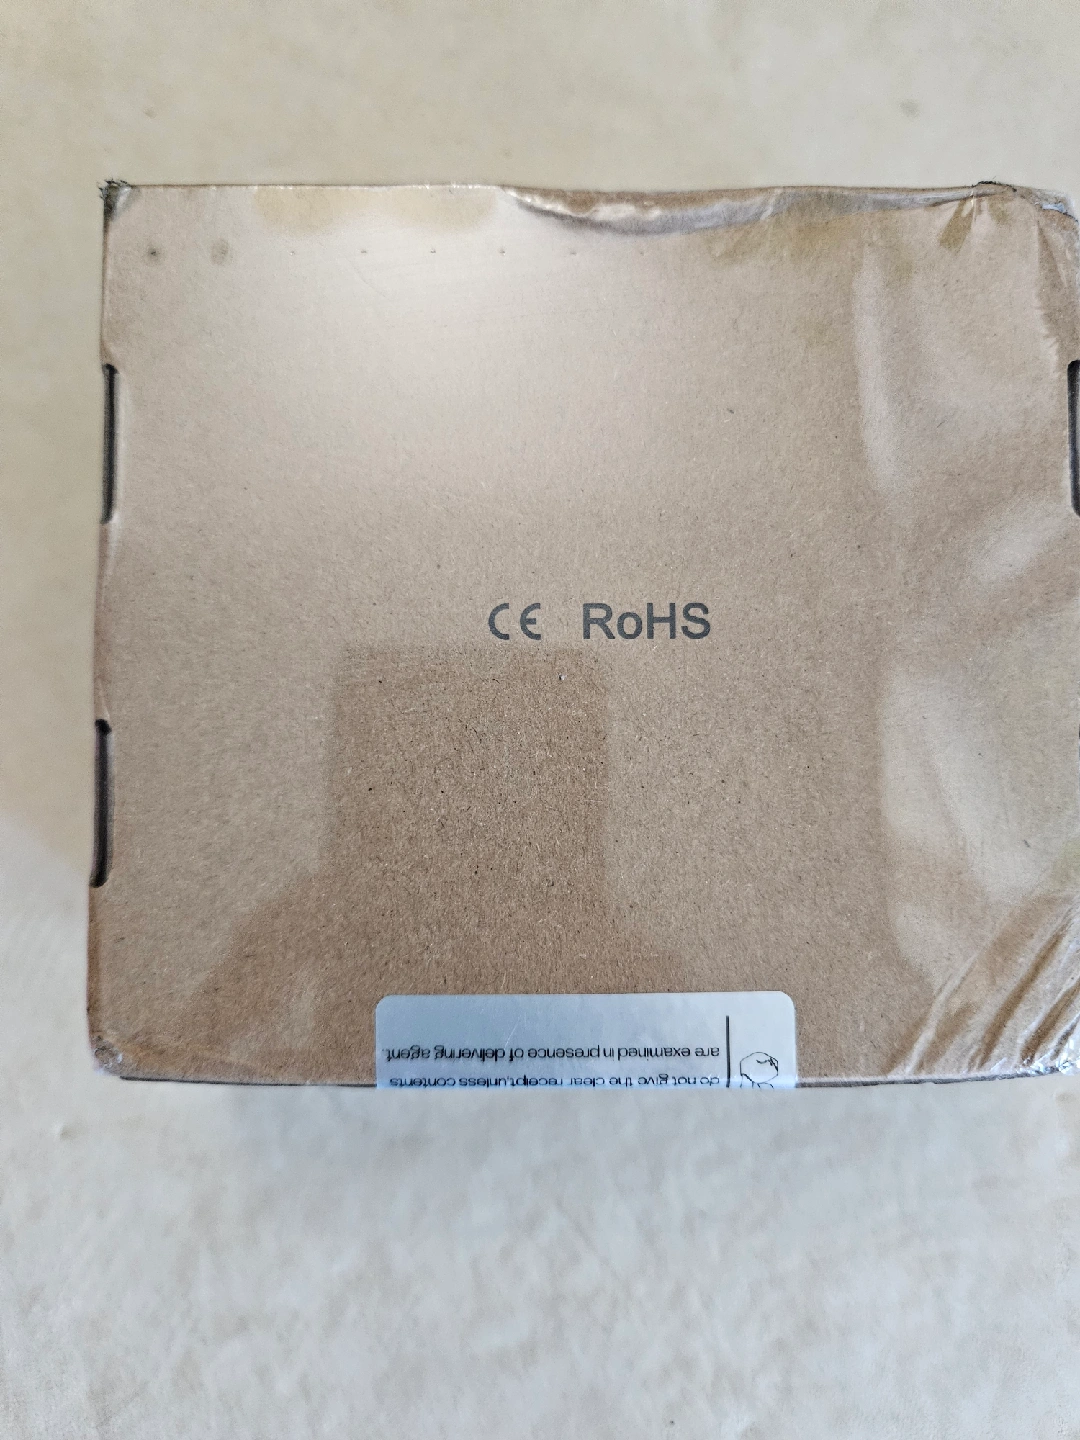 CE RoHS
do not give the clear receipt,unless contents
are examined in presence of delivering agent.